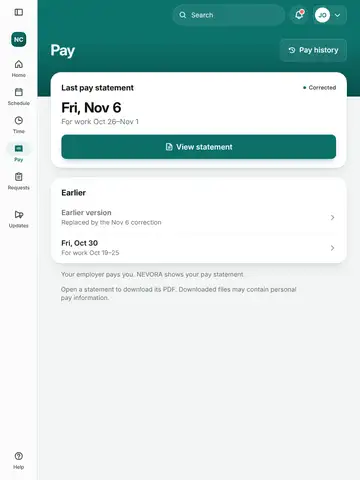 NC
Home
Schedule
Time
Pay
Requests
Updates
Help
Search
JO
Pay
Pay history
Last pay statement
Corrected
Fri, Nov 6
For work Oct 26–Nov 1
View statement
Earlier
Earlier version
Replaced by the Nov 6 correction
Fri, Oct 30
For work Oct 19–25
Your employer pays you. NEVORA shows your pay statement.
Open a statement to download its PDF. Downloaded files may contain personal
pay information.